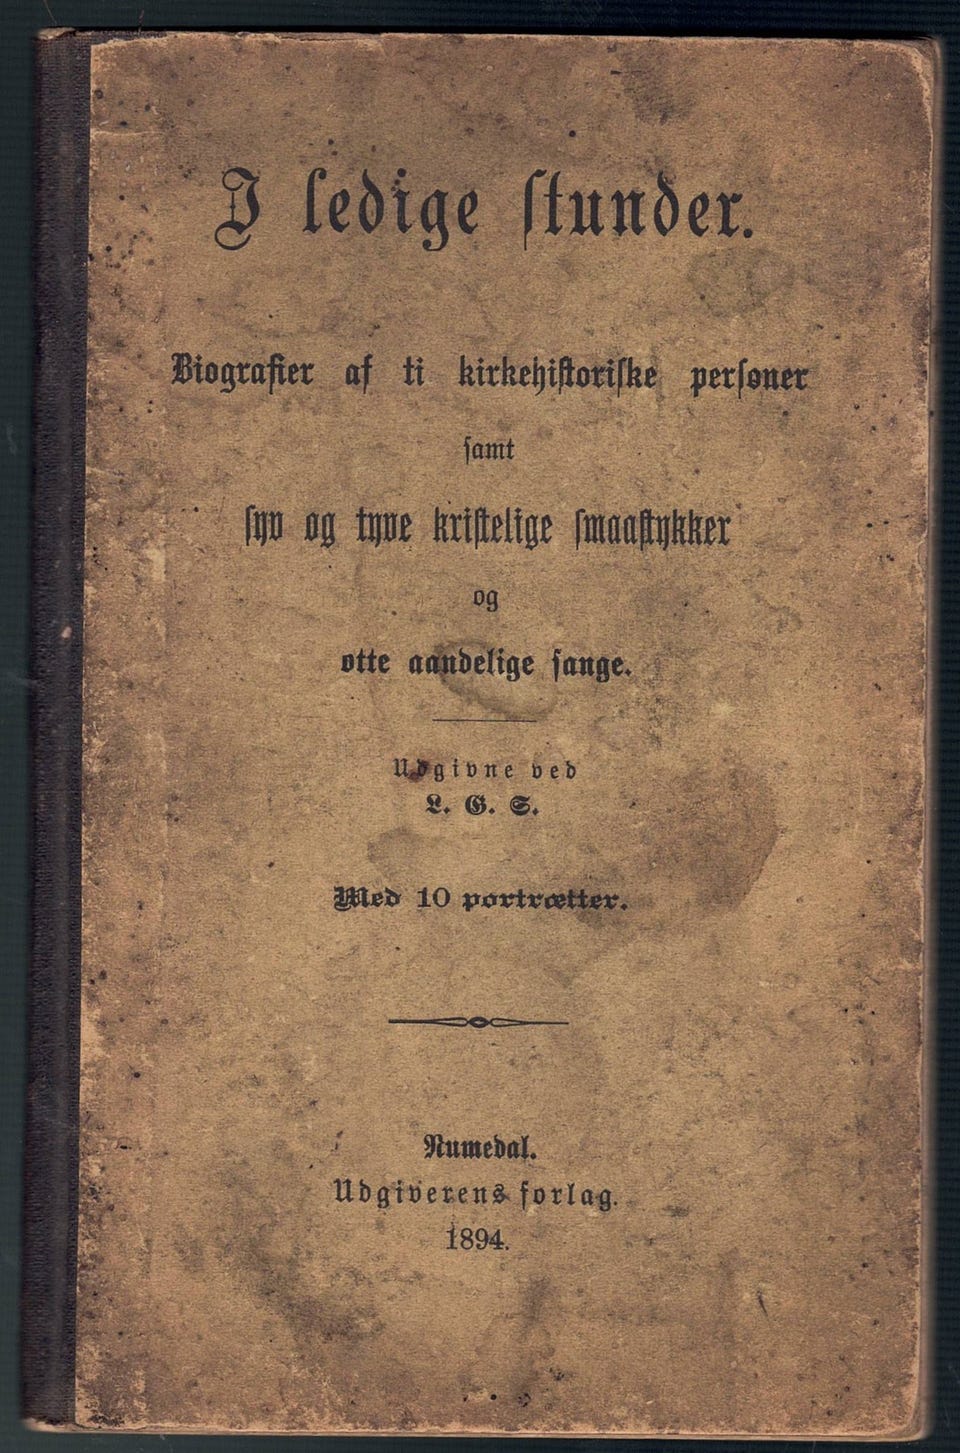 I ledige stunder.
Biografier af ti kirkehistoriske personer
samt
syv og tyve kristelige smaastykker
og
otte aandelige sange.
Udgivne ved
L. G. S.
Med 10 portrætter.
Numedal.
Udgiverens forlag.
1894.